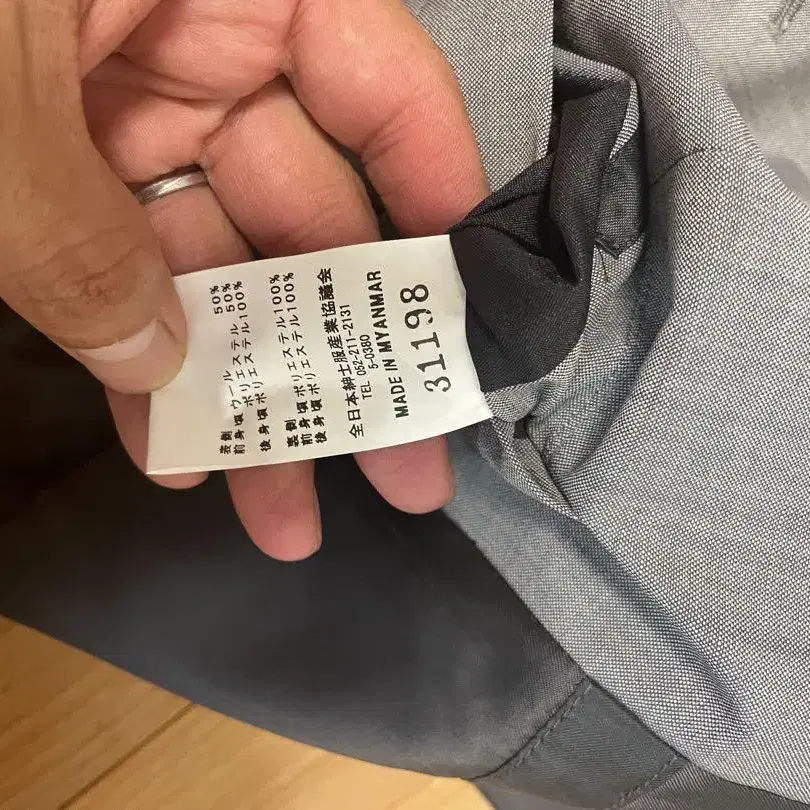 表側
前身頃 ウール 50%
ポリエステル 50%
後身頃 ポリエステル100%
裏側
前身頃 ポリエステル100%
後身頃 ポリエステル100%
全日本紳士服産業協議会
TEL 052-211-2131
5-0380
MADE IN MYANMAR
31198